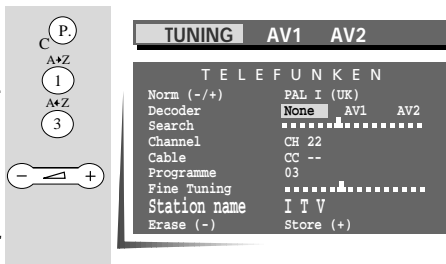 P.
C
A➔Z
1
A➔Z
3
− +
TUNING AV1 AV2
TELEFUNKEN
Norm (-/+) PAL I (UK)
Decoder None AV1 AV2
Search
Channel CH 22
Cable CC --
Programme 03
Fine Tuning
Station name I T V
Erase (-) Store (+)